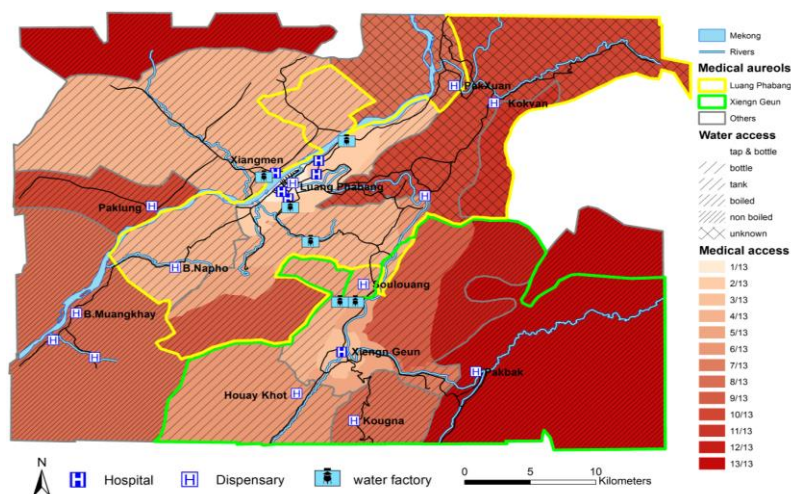 PakXuan
Kokvan
Xiangmen
Luang Phabang
Paklung
B.Napho
Soulouang
B.Muangkhay
Xiengn Geun
Pakbak
Houay Khot
Kougna
Mekong
Rivers
Medical aureols
Luang Phabang
Xiengn Geun
Others
Water access
tap & bottle
bottle
tank
boiled
non boiled
unknown
Medical access
1/13
2/13
3/13
4/13
5/13
6/13
7/13
8/13
9/13
10/13
11/13
12/13
13/13
N
H Hospital
H Dispensary
water factory
0 5 10
Kilometers